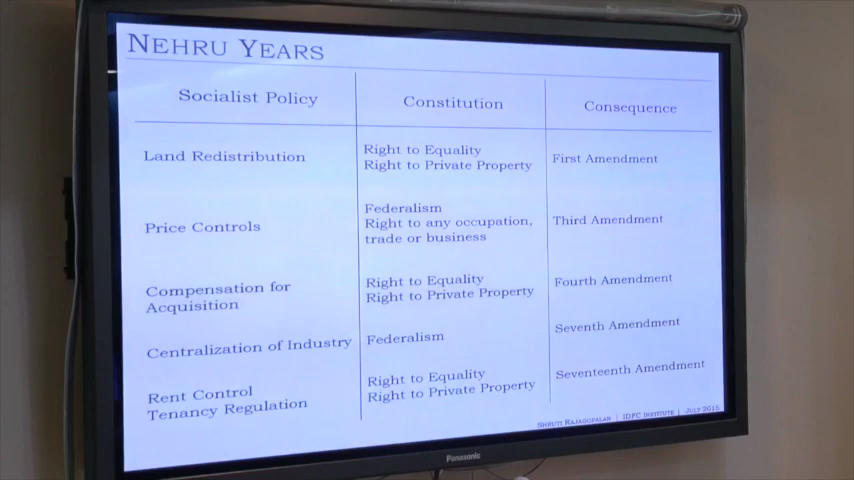 NEHRU YEARS
Socialist Policy
Constitution
Consequence
Land Redistribution
Right to Equality
Right to Private Property
First Amendment
Price Controls
Federalism
Right to any occupation,
trade or business
Third Amendment
Compensation for
Acquisition
Right to Equality
Right to Private Property
Fourth Amendment
Centralization of Industry
Federalism
Seventh Amendment
Rent Control
Tenancy Regulation
Right to Equality
Right to Private Property
Seventeenth Amendment
SHRUTI RAJAGOPALAN | IDFC INSTITUTE | JULY 2015
Panasonic